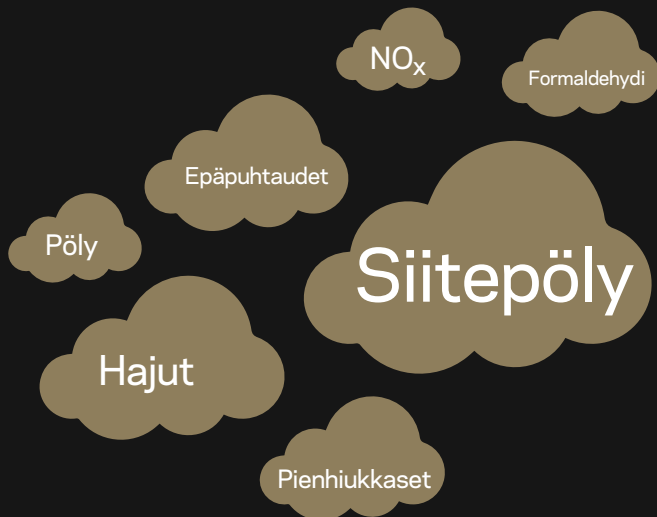 NOx
Formaldehydi
Epäpuhtaudet
Pöly
Siitepöly
Hajut
Pienhiukkaset